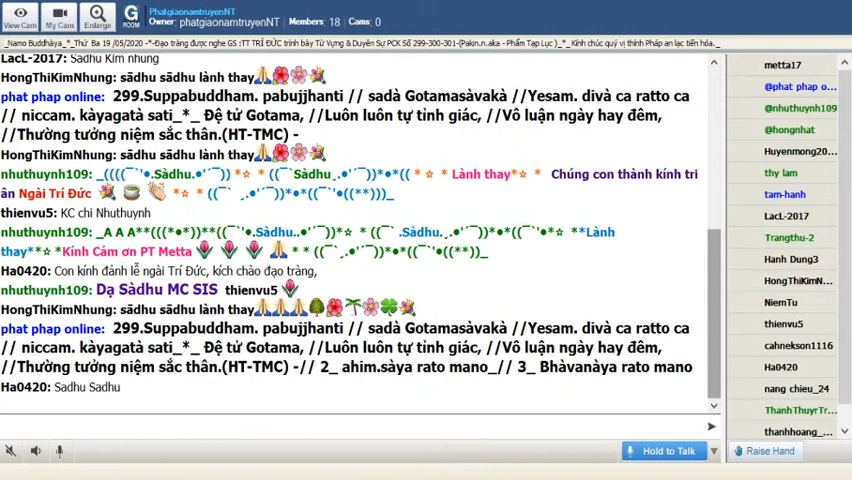 PhatgiaonamtruyenNT
Owner: phatgiaonamtruyenNT Members: 18 Cams: 0
View Cam My Cans Enlarge G ROOM
_Namo Buddhàya_*_Thứ Ba 19 /05/2020 -*-Đạo tràng được nghe GS :TT TRÍ ĐỨC trình bày Từ Vựng & Duyên Sự PCK Số 299-300-301-(Pakin.n.aka - Phẩm Tạp Lục )_*_Kính chúc quý vị thính Pháp an lạc tiến hóa._
LacL-2017: Sadhu Kim nhung
HongThiKimNhung: sādhu sādhu lành thay🙏🌺🌸💐
phat phap online: 299.Suppabuddham. pabujjhanti // sadà Gotamasàvakà //Yesam. divà ca ratto ca
// niccam. kàyagatà sati_*_ Đệ tử Gotama, //Luôn luôn tự tỉnh giác, //Vô luận ngày hay đêm,
//Thường tưởng niệm sắc thân.(HT-TMC) -
HongThiKimNhung: sādhu sādhu lành thay🙏🌺🌸💐
nhuthuynh109: _((((¯`'•.Sàdhu.•'´¯)) *☆ * ((¯`Sàdhu¸.•'´¯))*•*(( * ☆ * Lành thay*☆ * Chúng con thành kính tri
ân Ngài Trí Đức 💐 🍵 👏 *☆ * ((¯` ¸.•'´¯))*•*((¯`'•((**)))_
thienvu5: KC chi Nhuthuynh
nhuthuynh109: _A A A**(((•*•))**((¯`'•.Sàdhu..•'´¯))*☆ * ((¯` .Sàdhu.¸.•'´¯))*•*((¯`'•*☆ **Lành
thay**☆ *Kính Cám ơn PT Metta🌷 🌷 🌷 🙏 * * ((¯`¸.•'´¯))*•*((¯`'•((**))_
Ha0420: Con kính đảnh lễ ngài Trí Đức, kích chào đạo tràng,
nhuthuynh109: Dạ Sàdhu MC SIS thienvu5🌷
HongThiKimNhung: sādhu sādhu lành thay🙏🙏🙏🌳🌺🌴🌸🍀💐
phat phap online: 299.Suppabuddham. pabujjhanti // sadà Gotamasàvakà //Yesam. divà ca ratto ca
// niccam. kàyagatà sati_*_ Đệ tử Gotama, //Luôn luôn tự tỉnh giác, //Vô luận ngày hay đêm,
//Thường tưởng niệm sắc thân.(HT-TMC) -// 2_ ahim.sàya rato mano_// 3_ Bhàvanàya rato mano
Ha0420: Sadhu Sadhu
metta17
@phat phap o...
@nhuthuynh109
@hongnhat
Huyenmong20...
thy lam
tam-hanh
LacL-2017
Trangthu-2
Hanh Dung3
HongThiKimN...
NiemTu
thienvu5
cahnekson1116
Ha0420
nang chieu_24
ThanhThuyrTr...
thanhhoang_...
Hold to Talk
Raise Hand